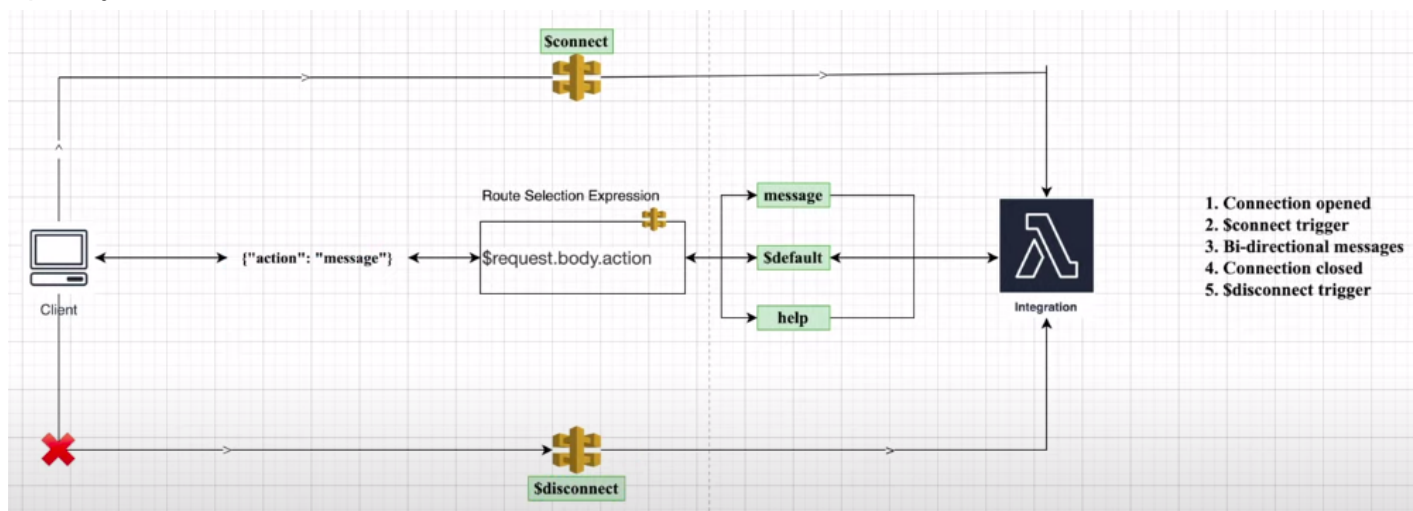 $connect
Route Selection Expression
message
$request.body.action
{"action": "message"}
$default
help
Client
Integration
1. Connection opened
2. $connect trigger
3. Bi-directional messages
4. Connection closed
5. $disconnect trigger
$disconnect